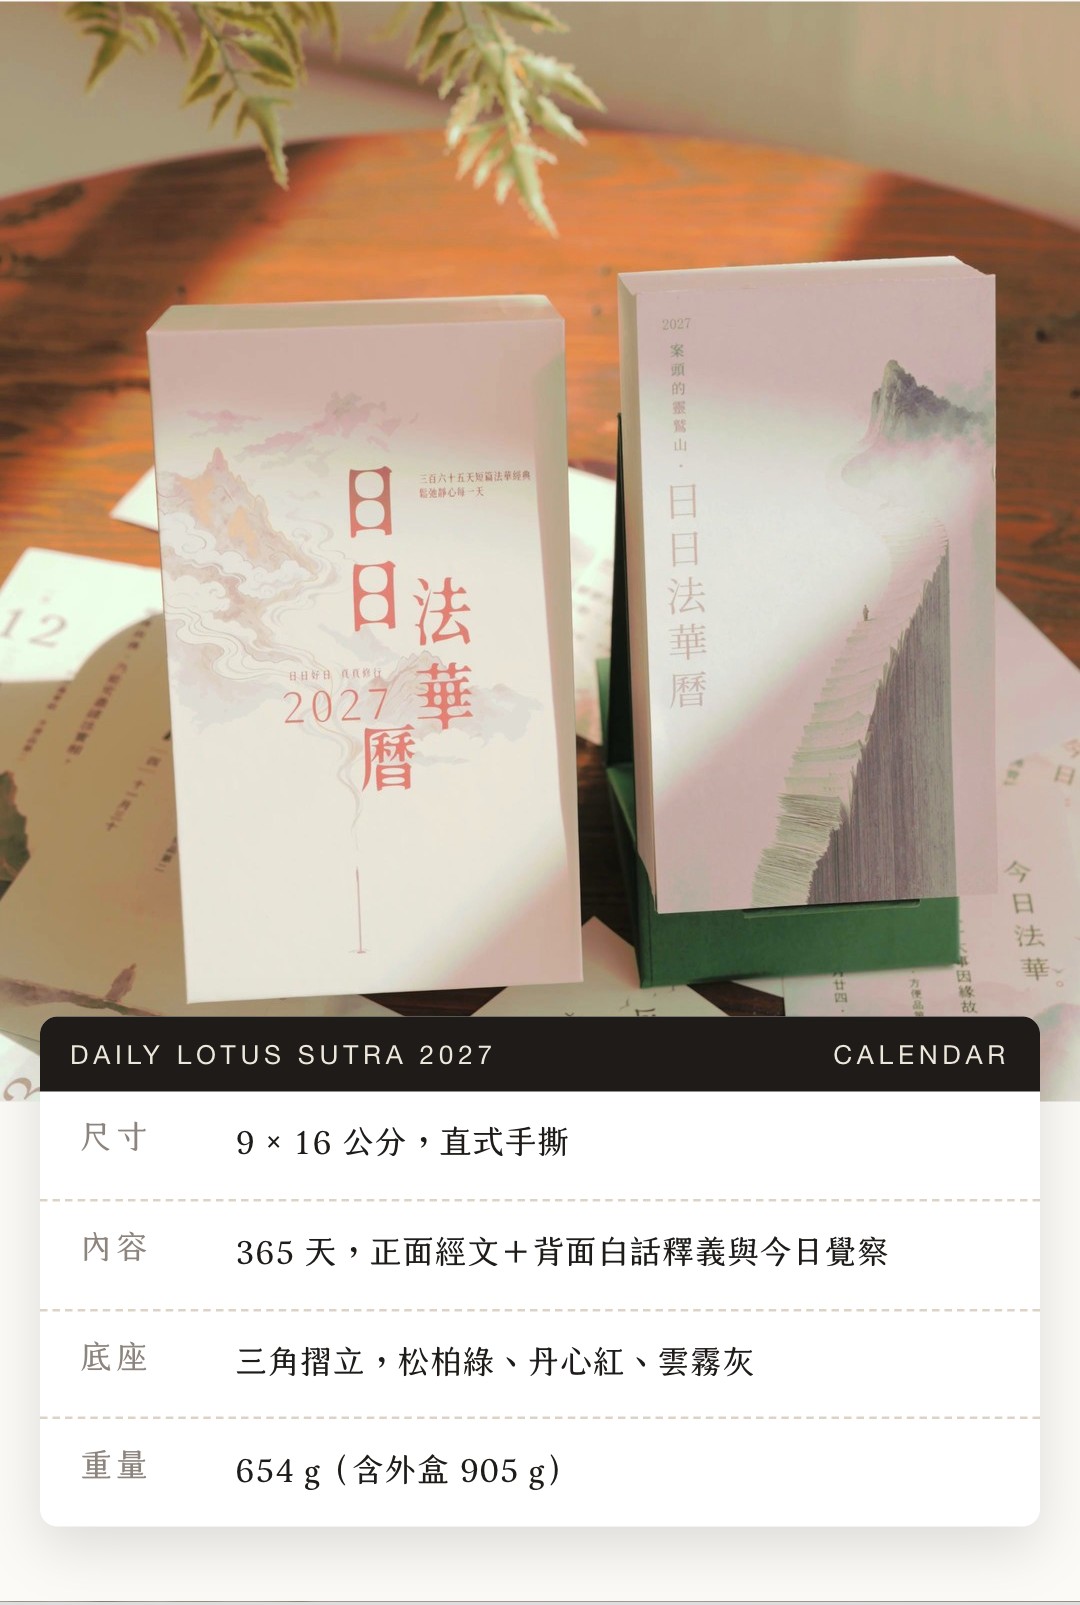 2027
案頭的靈鷲山・
日日法華曆
三百六十五天短篇法華經典
鬆弛靜心每一天
日日
法華
曆
日日好日 頁頁修行
2027
12
今日法華。
DAILY LOTUS SUTRA 2027 CALENDAR
尺寸 9 × 16 公分，直式手撕
內容 365 天，正面經文＋背面白話釋義與今日覺察
底座 三角摺立，松柏綠、丹心紅、雲霧灰
重量 654 g（含外盒 905 g）